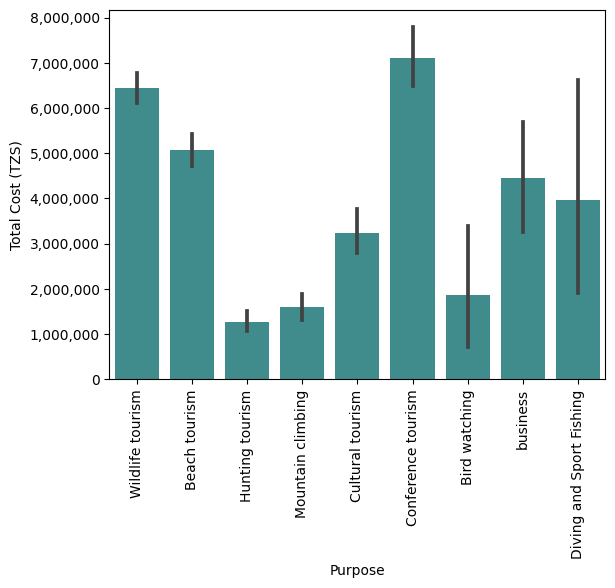 8,000,000
7,000,000
6,000,000
5,000,000
4,000,000
3,000,000
2,000,000
1,000,000
0
Total Cost (TZS)
Wildlife tourism
Beach tourism
Hunting tourism
Mountain climbing
Cultural tourism
Conference tourism
Bird watching
business
Diving and Sport Fishing
Purpose